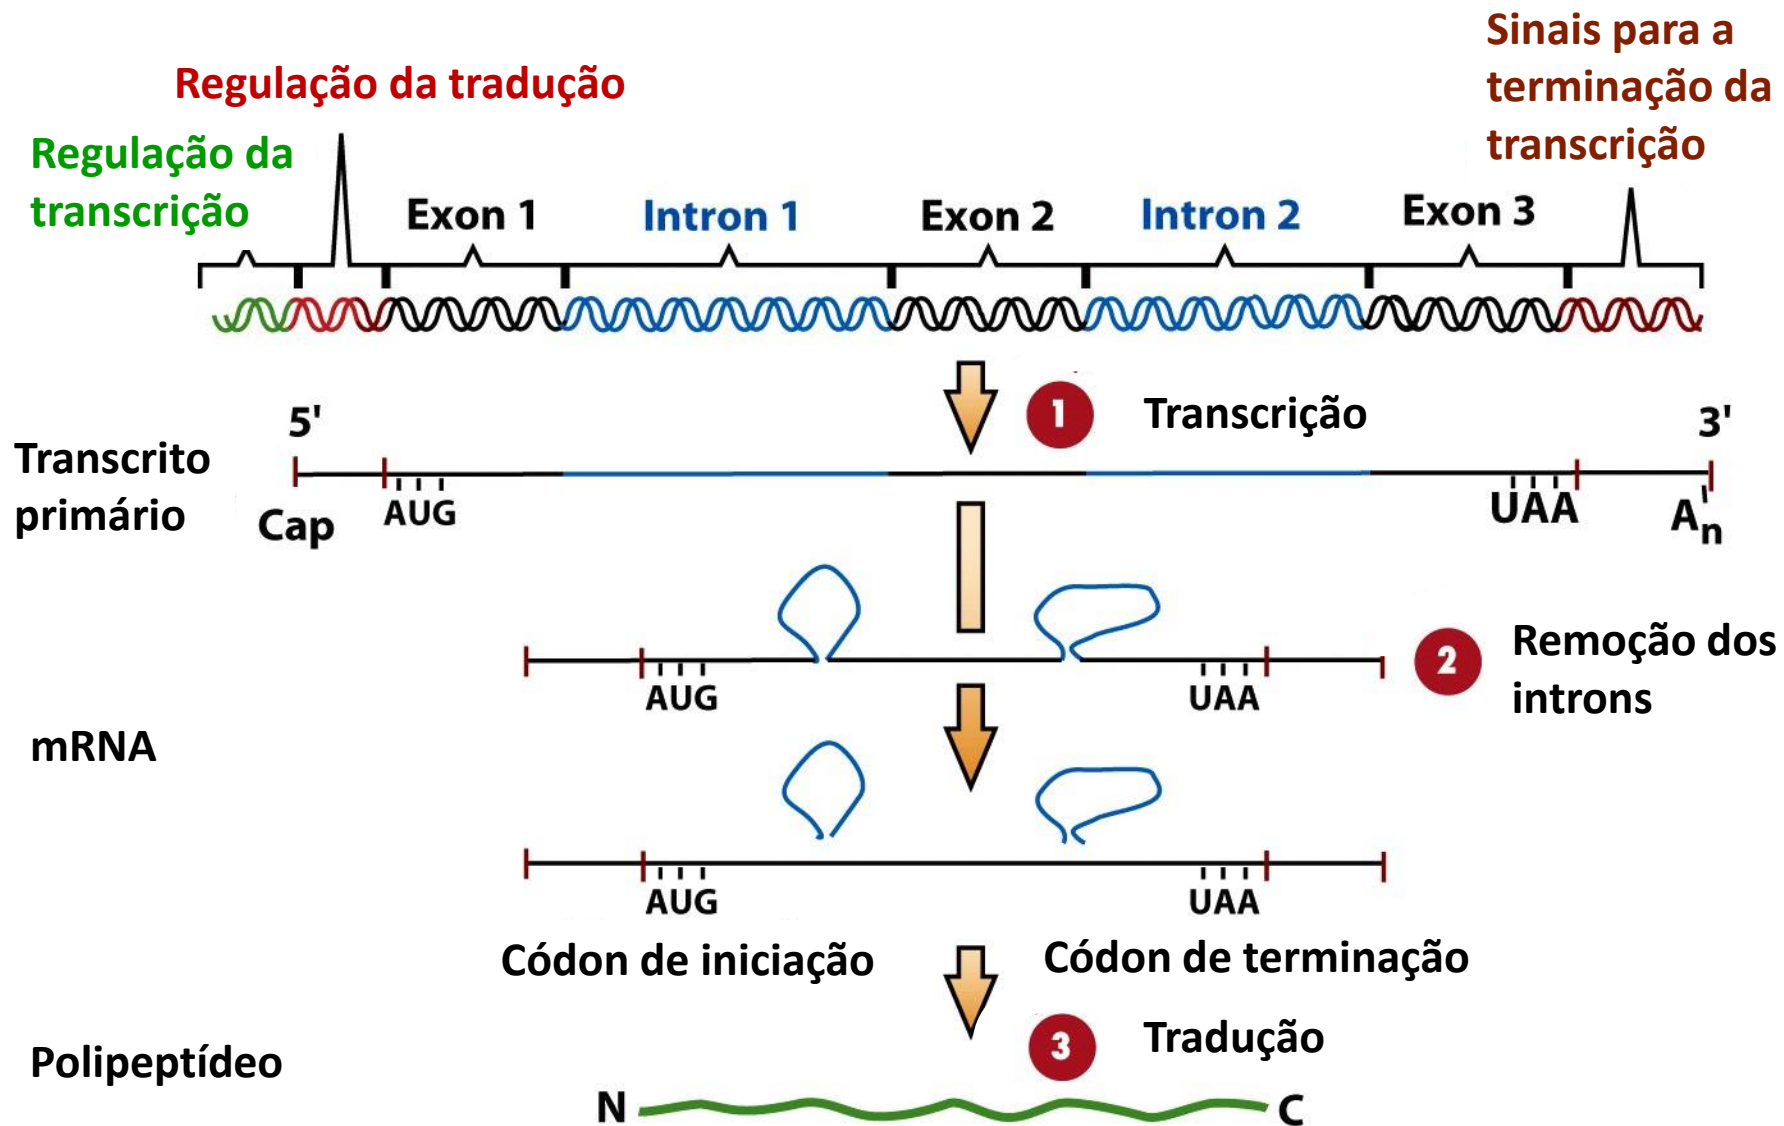 Sinais para a
terminação da
transcrição
Regulação da tradução
Regulação da
transcrição
Exon 1
Intron 1
Exon 2
Intron 2
Exon 3
1
Transcrição
5'
3'
Transcrito
primário
Cap
AUG
UAA
A'n
2
Remoção dos
introns
AUG
UAA
mRNA
AUG
UAA
Códon de iniciação
Códon de terminação
3
Tradução
Polipeptídeo
N
C